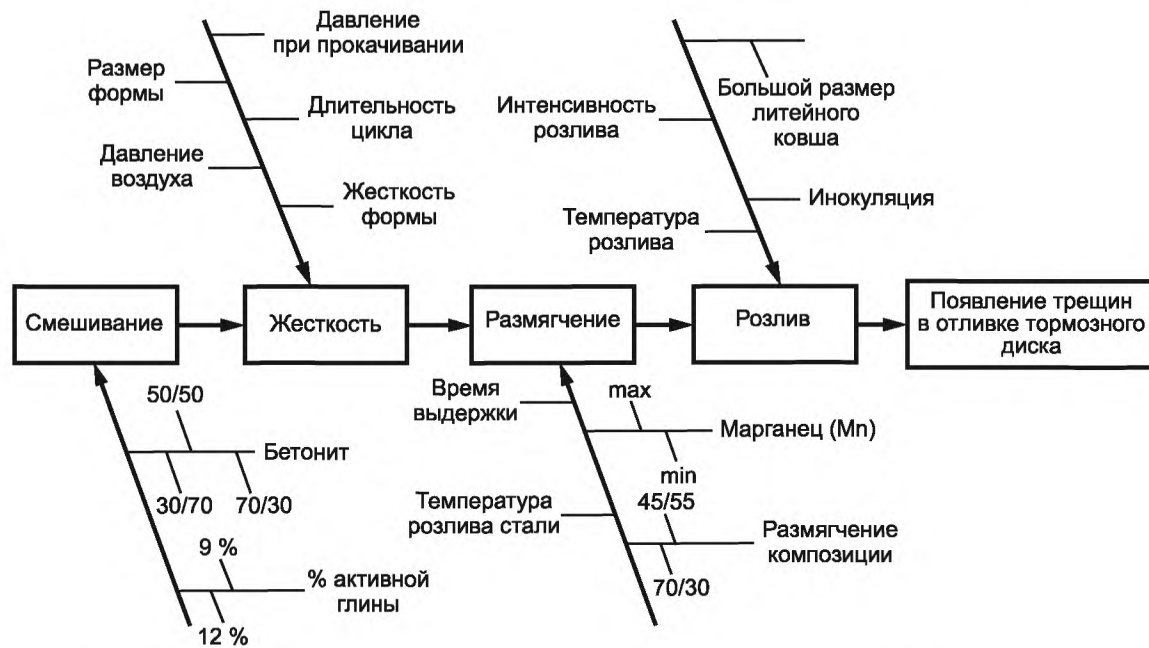 Давление
при прокачивании
Размер
формы
Длительность
цикла
Давление
воздуха
Жесткость
формы
Большой размер
литейного
ковша
Интенсивность
розлива
Инокуляция
Температура
розлива
Смешивание
Жесткость
Размягчение
Розлив
Появление трещин
в отливке тормозного
диска
50/50
Бетонит
30/70
70/30
9 %
% активной
глины
12 %
Время
выдержки
max
Марганец (Mn)
min
Температура
розлива стали
45/55
Размягчение
композиции
70/30